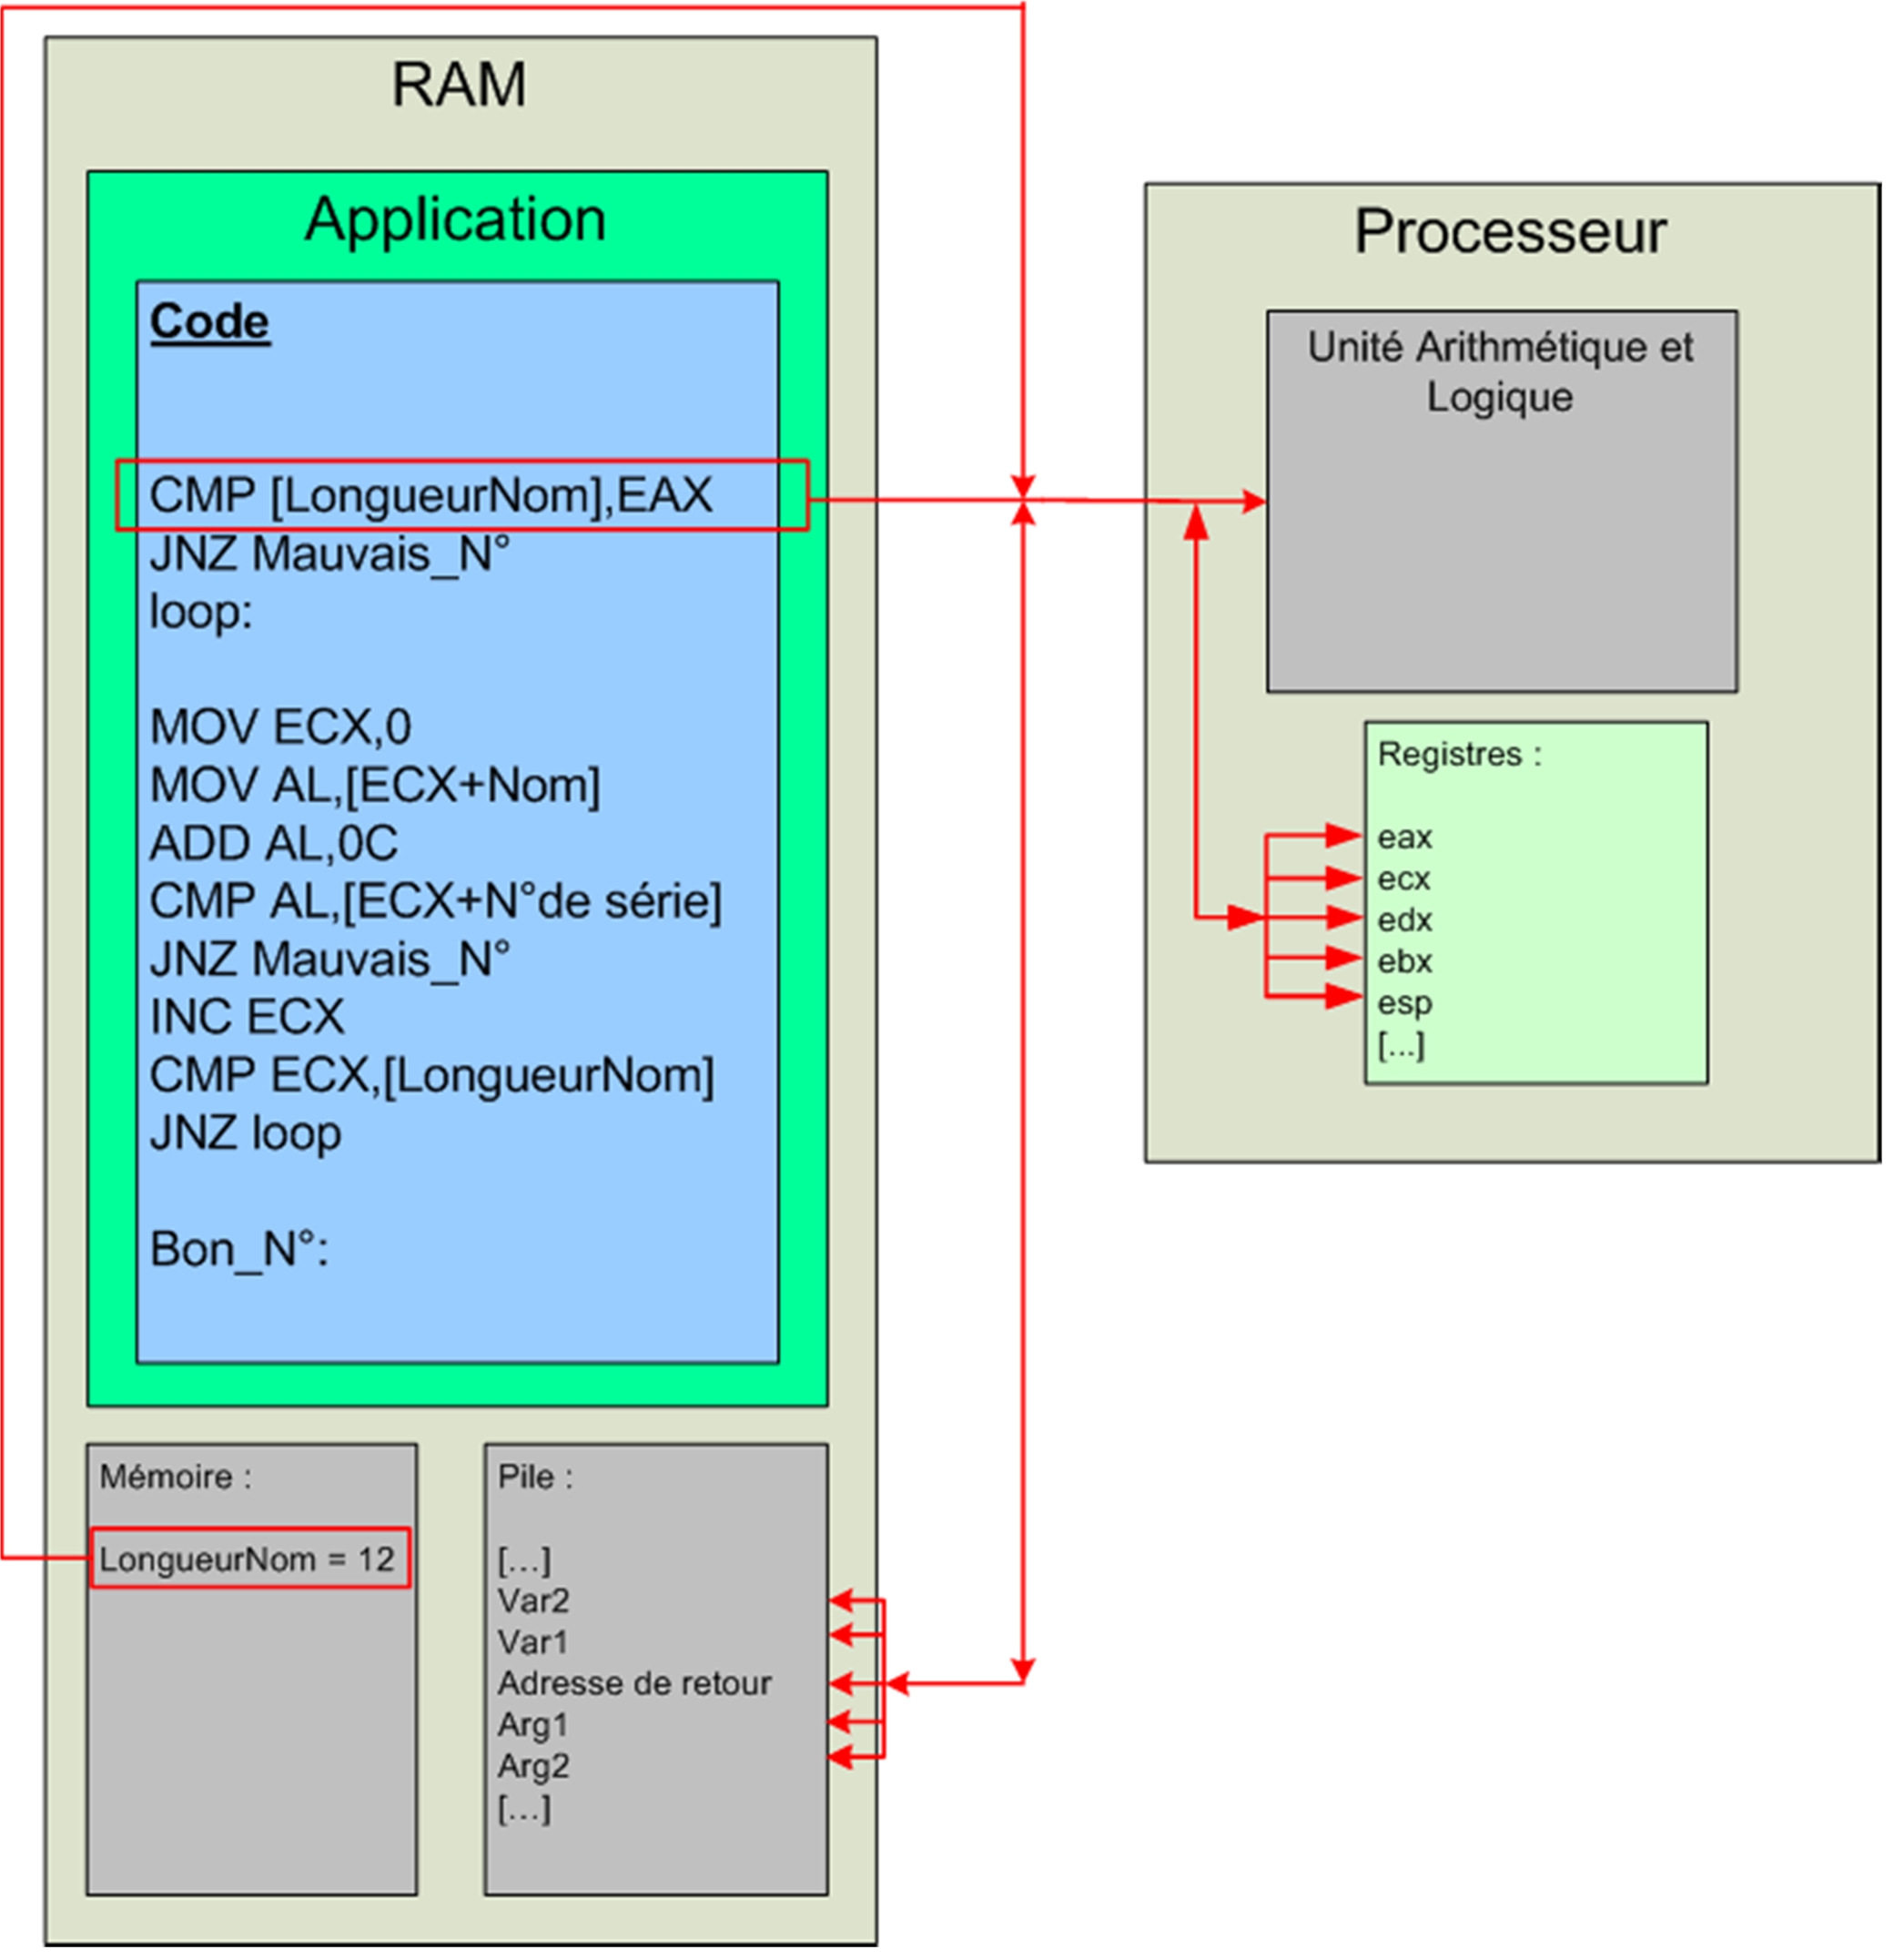 RAM
Application
Code
CMP [LongueurNom],EAX
JNZ Mauvais_N°
loop:
MOV ECX,0
MOV AL,[ECX+Nom]
ADD AL,0C
CMP AL,[ECX+N°de série]
JNZ Mauvais_N°
INC ECX
CMP ECX,[LongueurNom]
JNZ loop
Bon_N°:
Mémoire :
LongueurNom = 12
Pile :
[...]
Var2
Var1
Adresse de retour
Arg1
Arg2
[...]
Processeur
Unité Arithmétique et
Logique
Registres :
eax
ecx
edx
ebx
esp
[...]